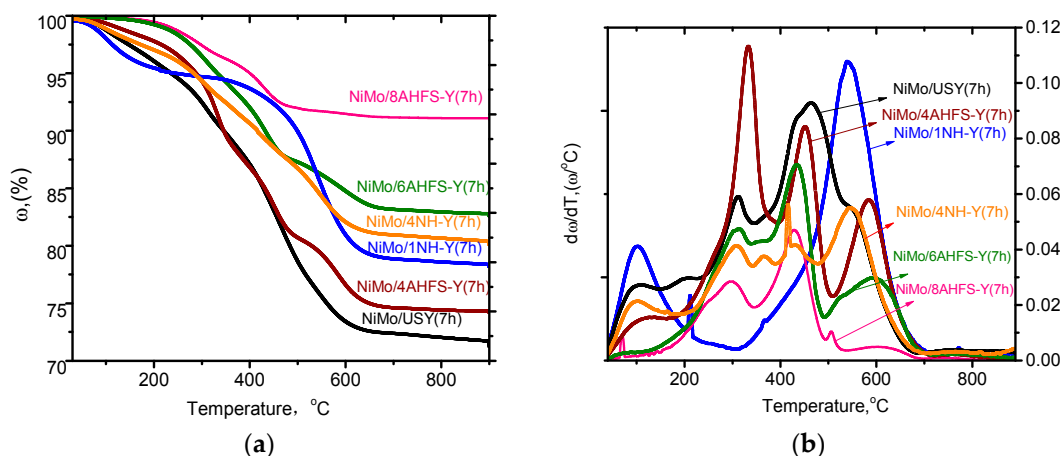 100
95
90
85
80
75
70
ω,(%)
200
400
600
800
Temperature, °C
NiMo/8AHFS-Y(7h)
NiMo/6AHFS-Y(7h)
NiMo/4NH-Y(7h)
NiMo/1NH-Y(7h)
NiMo/4AHFS-Y(7h)
NiMo/USY(7h)
(a)
0.12
0.10
0.08
0.06
0.04
0.02
0.00
dω/dT,(ω/°C)
200
400
600
800
Temperature,°C
NiMo/USY(7h)
NiMo/4AHFS-Y(7h)
NiMo/1NH-Y(7h)
NiMo/4NH-Y(7h)
NiMo/6AHFS-Y(7h)
NiMo/8AHFS-Y(7h)
(b)